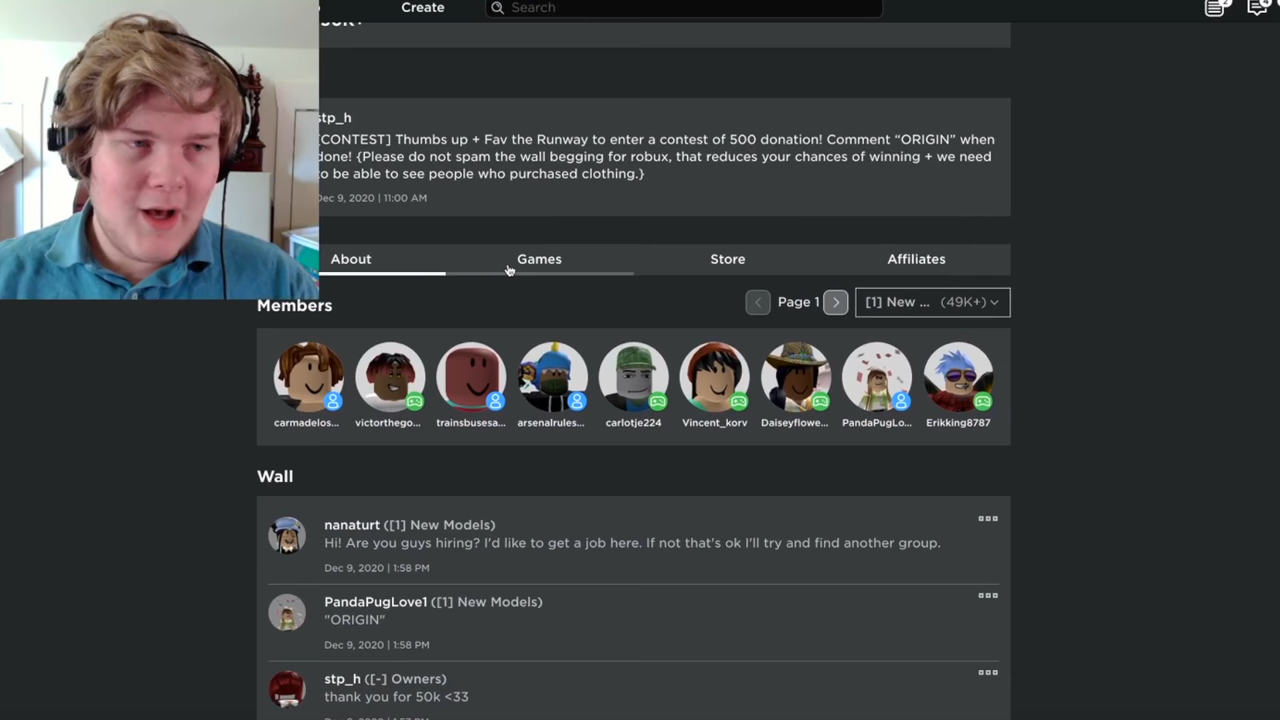 Create
Search
stp_h
CONTEST] Thumbs up + Fav the Runway to enter a contest of 500 donation! Comment “ORIGIN” when
done! {Please do not spam the wall begging for robux, that reduces your chances of winning + we need
to be able to see people who purchased clothing.}
Dec 9, 2020 | 11:00 AM
About Games Store Affiliates
Members Page 1 [1] New ... (49K+)
carmadelos... victorthego... trainsbusesa... arsenalrules... carlotje224 Vincent_korv Daiseyflowe... PandaPugLo... Erikking8787
Wall
nanaturt ([1] New Models)
Hi! Are you guys hiring? I'd like to get a job here. If not that's ok I'll try and find another group.
Dec 9, 2020 | 1:58 PM
PandaPugLove1 ([1] New Models)
"ORIGIN"
Dec 9, 2020 | 1:58 PM
stp_h ([-] Owners)
thank you for 50k <33